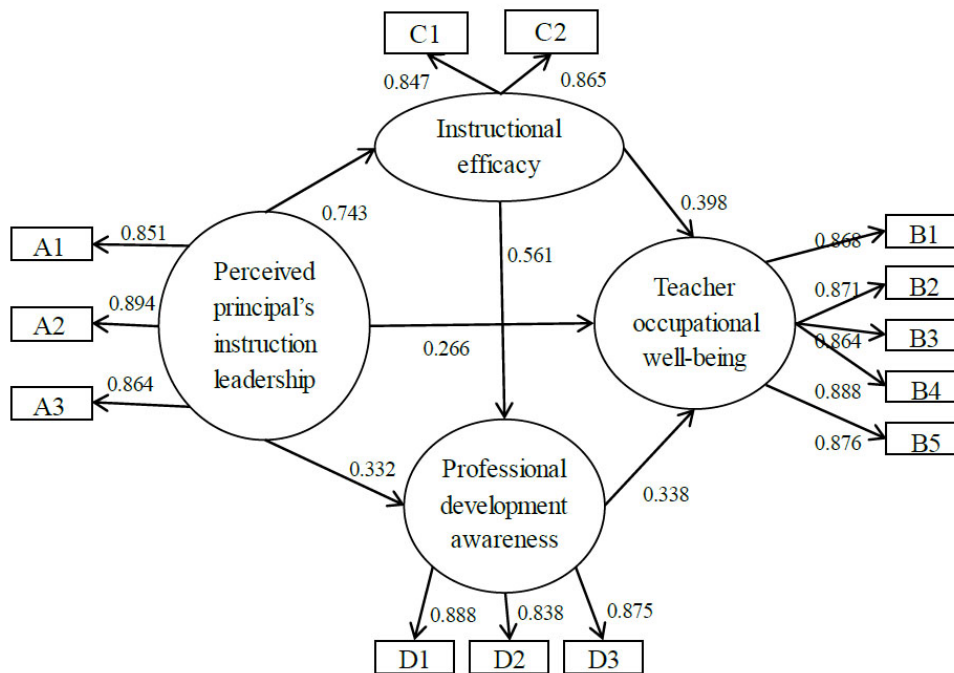 C1
C2
0.847
0.865
Instructional
efficacy
0.743
0.398
A1
0.851
A2
0.894
A3
0.864
Perceived
principal's
instruction
leadership
0.561
0.266
Teacher
occupational
well-being
0.868
B1
0.871
B2
0.864
B3
0.888
B4
0.876
B5
0.332
Professional
development
awareness
0.338
0.888
0.838
0.875
D1
D2
D3